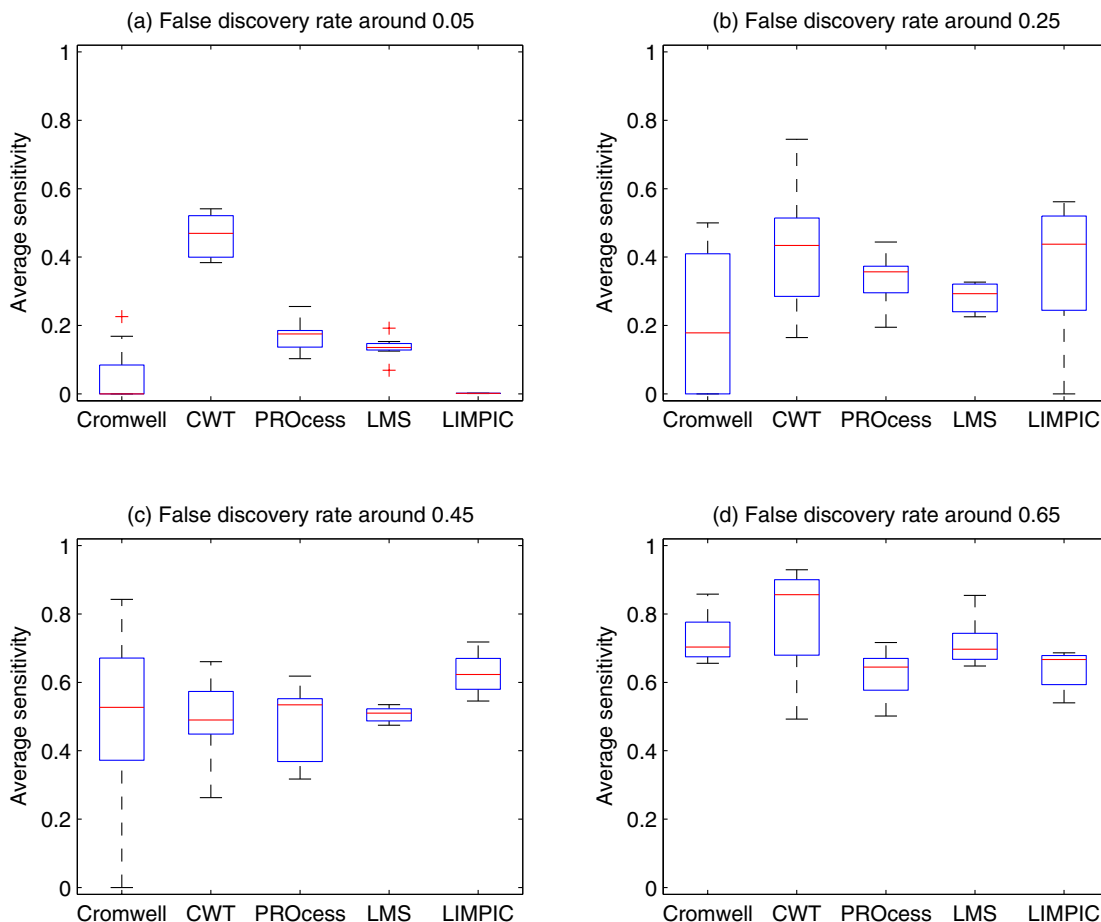 (a) False discovery rate around 0.05
1
0.8
0.6
0.4
0.2
0
Average sensitivity
Cromwell CWT PROcess LMS LIMPIC
(b) False discovery rate around 0.25
1
0.8
0.6
0.4
0.2
0
Average sensitivity
Cromwell CWT PROcess LMS LIMPIC
(c) False discovery rate around 0.45
1
0.8
0.6
0.4
0.2
0
Average sensitivity
Cromwell CWT PROcess LMS LIMPIC
(d) False discovery rate around 0.65
1
0.8
0.6
0.4
0.2
0
Average sensitivity
Cromwell CWT PROcess LMS LIMPIC